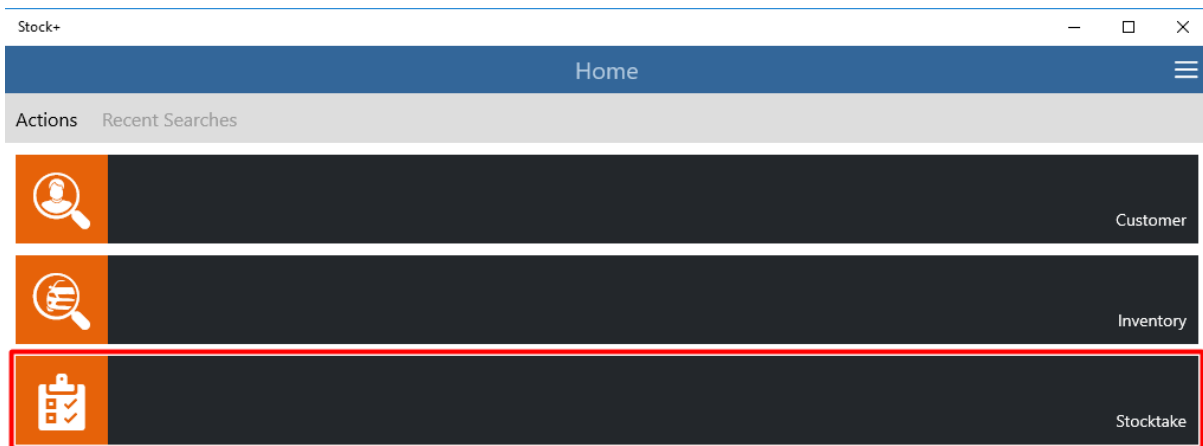 Stock+
Home
Actions Recent Searches
Customer
Inventory
Stocktake